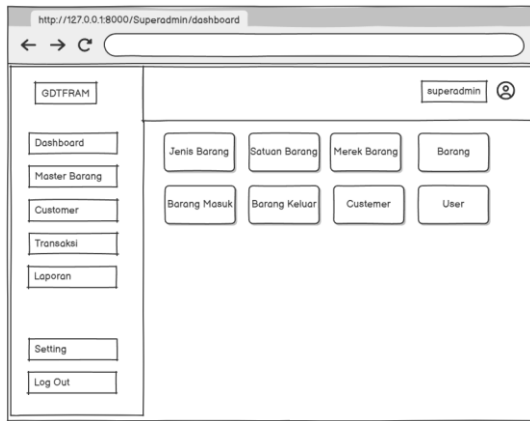 http://127.0.0.1:8000/Superadmin/dashboard
GDTFRAM
superadmin
Dashboard
Master Barang
Customer
Transaksi
Laporan
Setting
Log Out
Jenis Barang
Satuan Barang
Merek Barang
Barang
Barang Masuk
Barang Keluar
Custemer
User